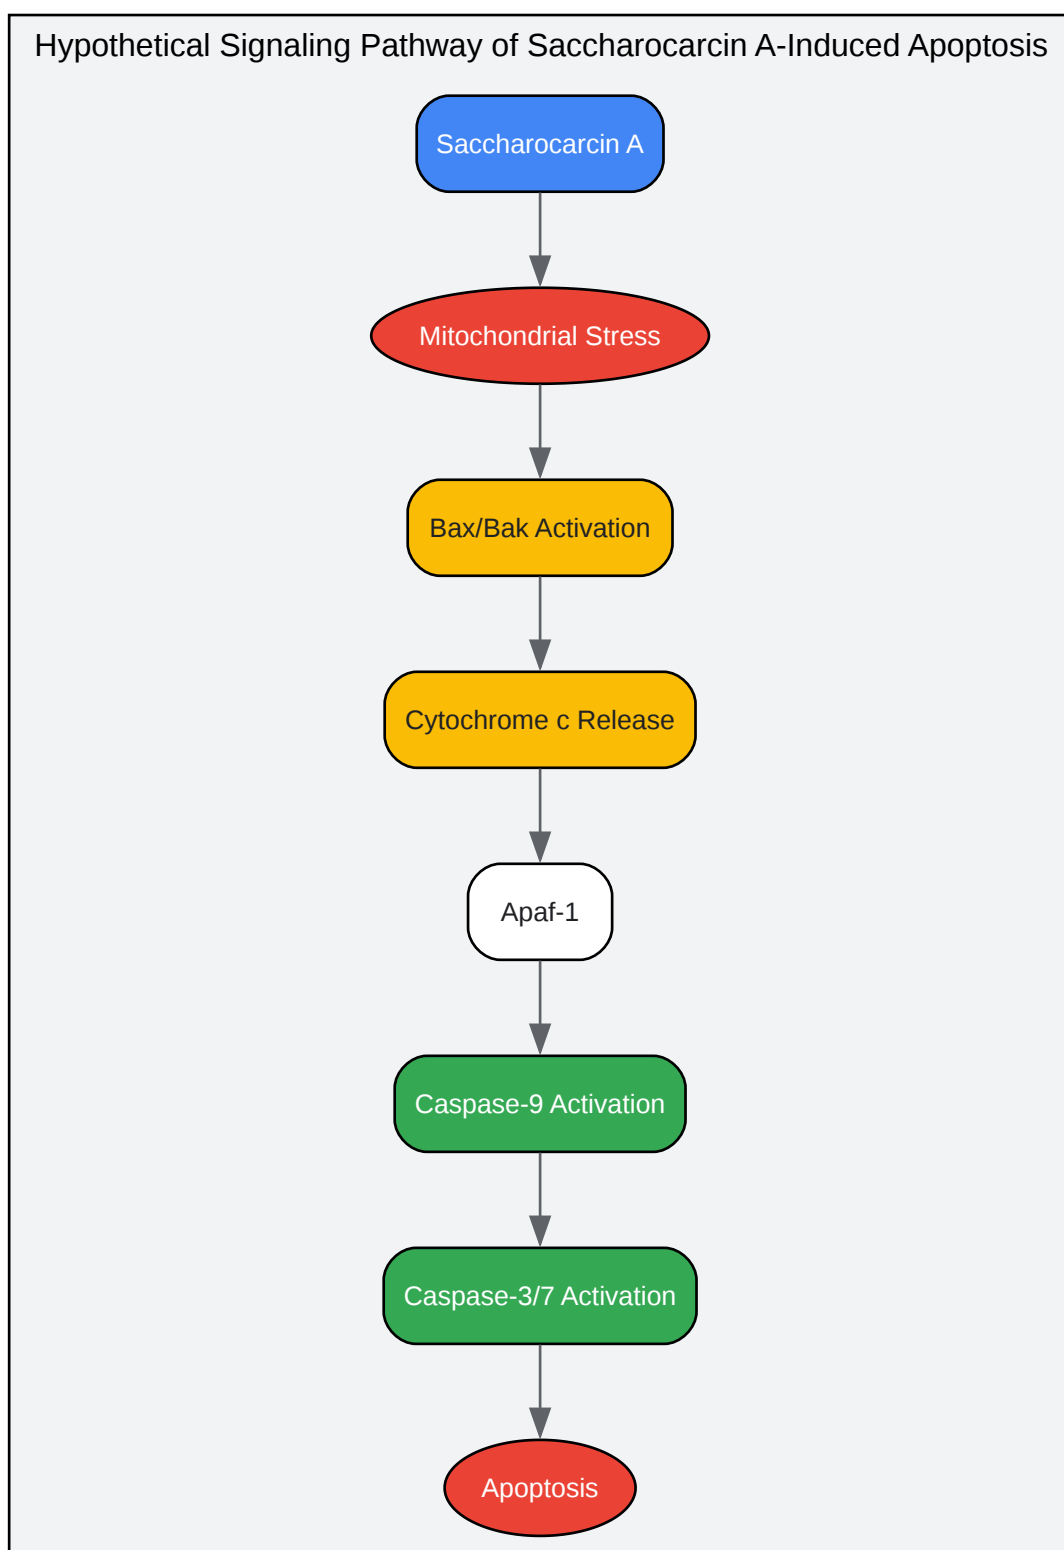 Hypothetical Signaling Pathway of Saccharocarcin A-Induced Apoptosis
Saccharocarcin A
Mitochondrial Stress
Bax/Bak Activation
Cytochrome c Release
Apaf-1
Caspase-9 Activation
Caspase-3/7 Activation
Apoptosis